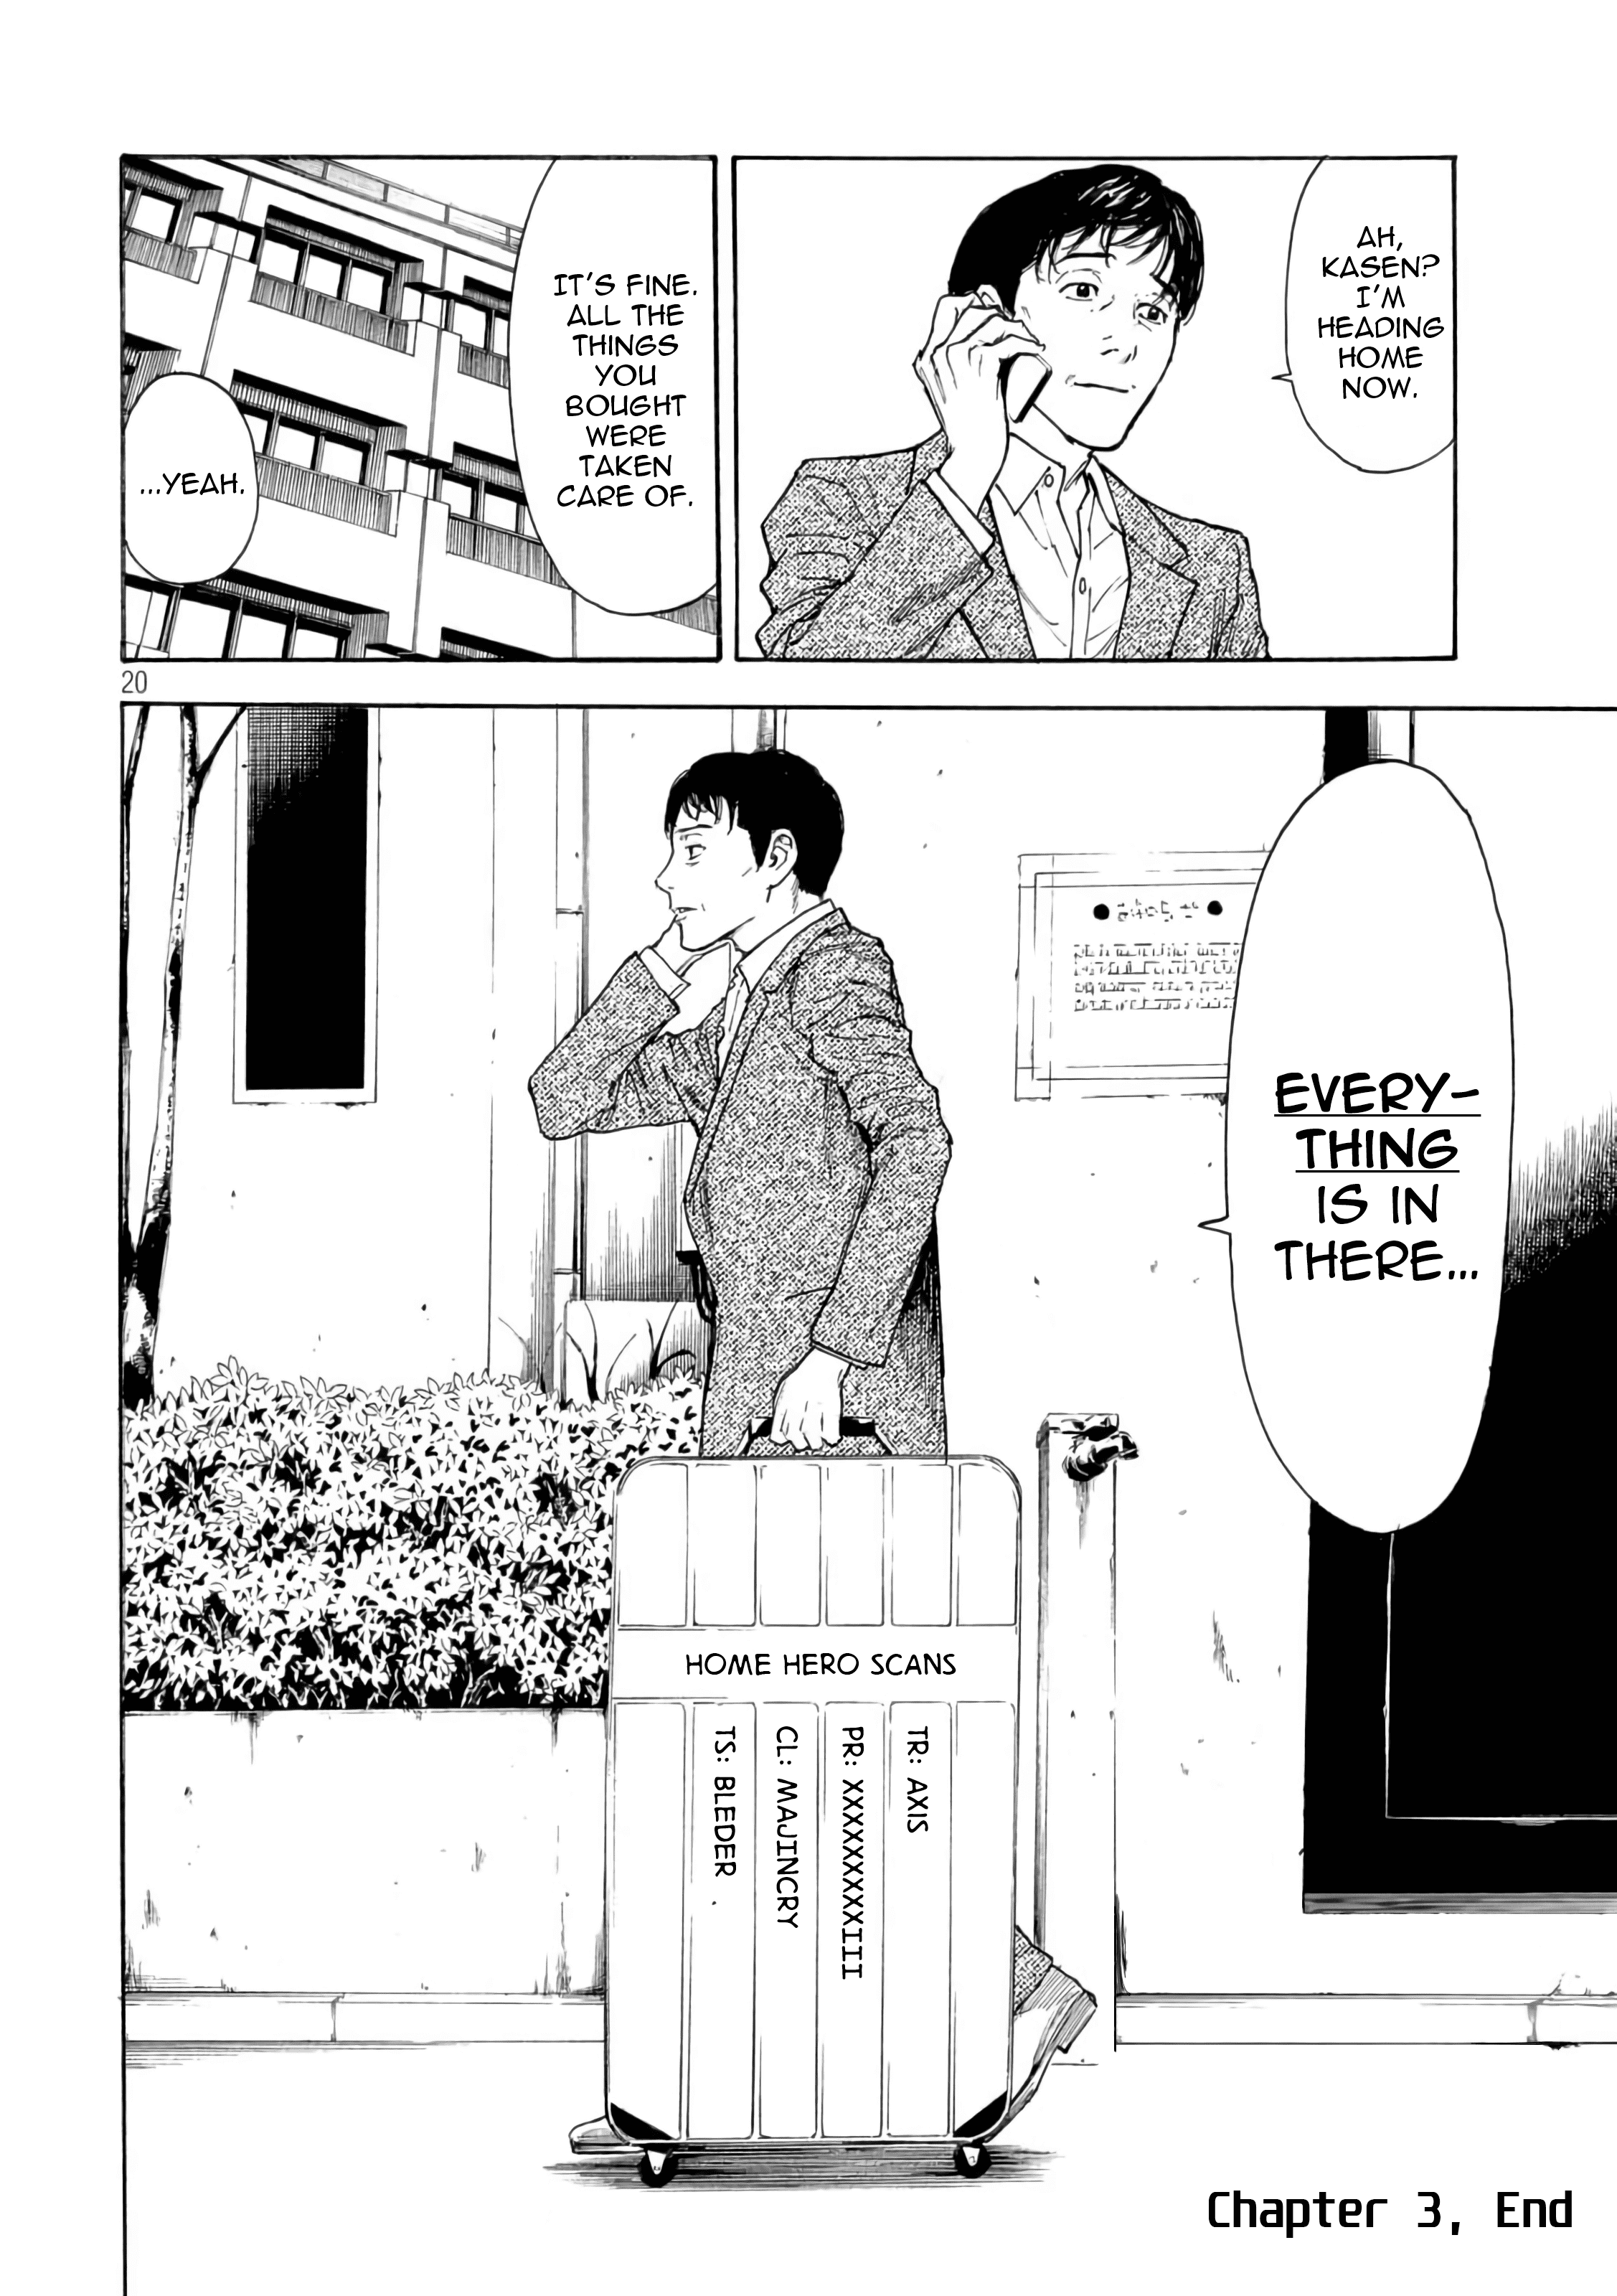 AH,
KASEN?
I'M
HEADING
HOME
NOW.
IT'S FINE.
ALL THE
THINGS
YOU
BOUGHT
WERE
TAKEN
CARE OF.
...YEAH.
20
EVERY-
THING
IS IN
THERE...
HOME HERO SCANS
TR: AXIS
PR: XXXXXXXXXIII
CL: MAJINCRY
TS: BLEDER
Chapter 3, End